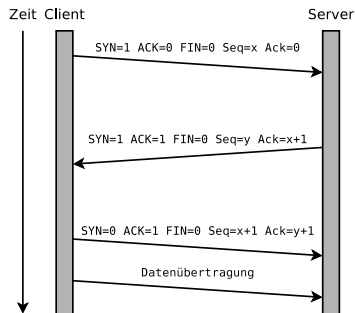 Zeit Client Server
SYN=1 ACK=0 FIN=0 Seq=x Ack=0
SYN=1 ACK=1 FIN=0 Seq=y Ack=x+1
SYN=0 ACK=1 FIN=0 Seq=x+1 Ack=y+1
Datenübertragung